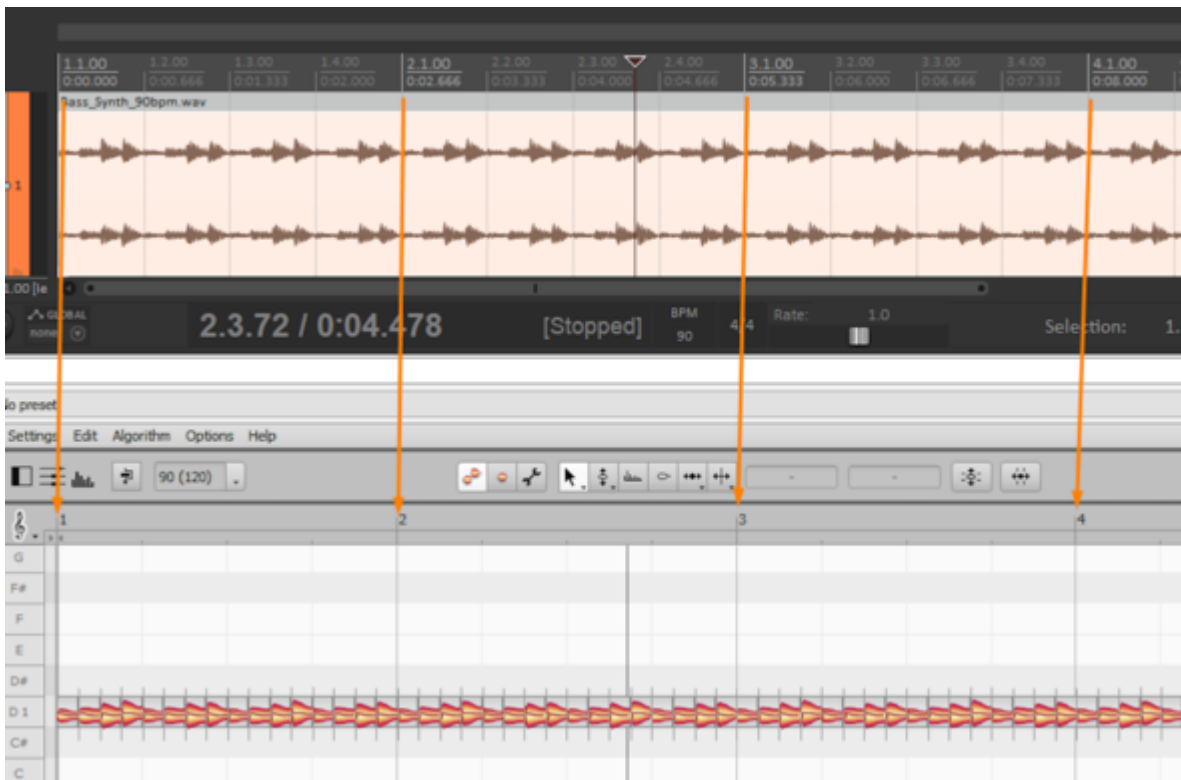 1.1.00 1.2.00 1.3.00 1.4.00 2.1.00 2.2.00 2.3.00 2.4.00 3.1.00 3.2.00 3.3.00 3.4.00 4.1.00
0:00.000 0:00.666 0:01.333 0:02.000 0:02.666 0:03.333 0:04.000 0:04.666 0:05.333 0:06.000 0:06.666 0:07.333 0:08.000
Bass_Synth_90bpm.wav
1
1.00 [le
GLOBAL
none
2.3.72 / 0:04.478
[Stopped]
BPM
90
4/4
Rate: 1.0
Selection: 1.
No preset
Settings Edit Algorithm Options Help
90 (120) . - -
1 2 3 4
G
F#
F
E
D#
D 1
C#
C